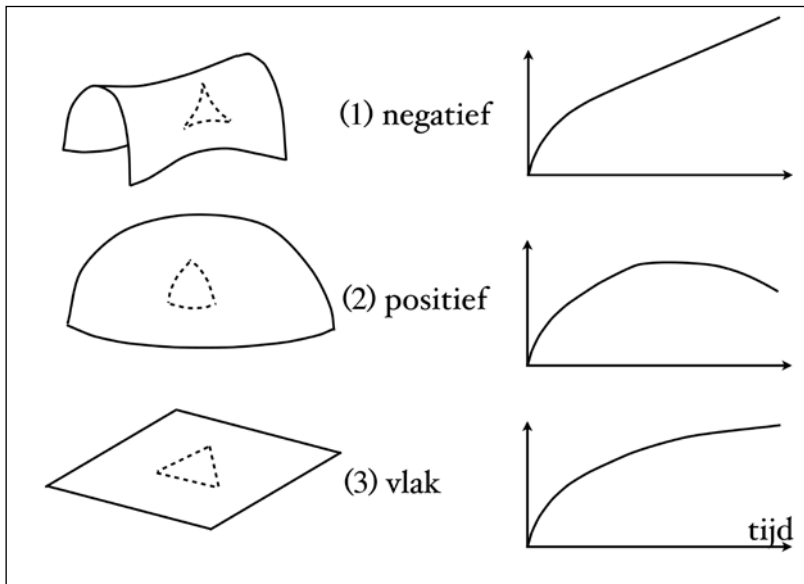 (1) negatief
(2) positief
(3) vlak
tijd